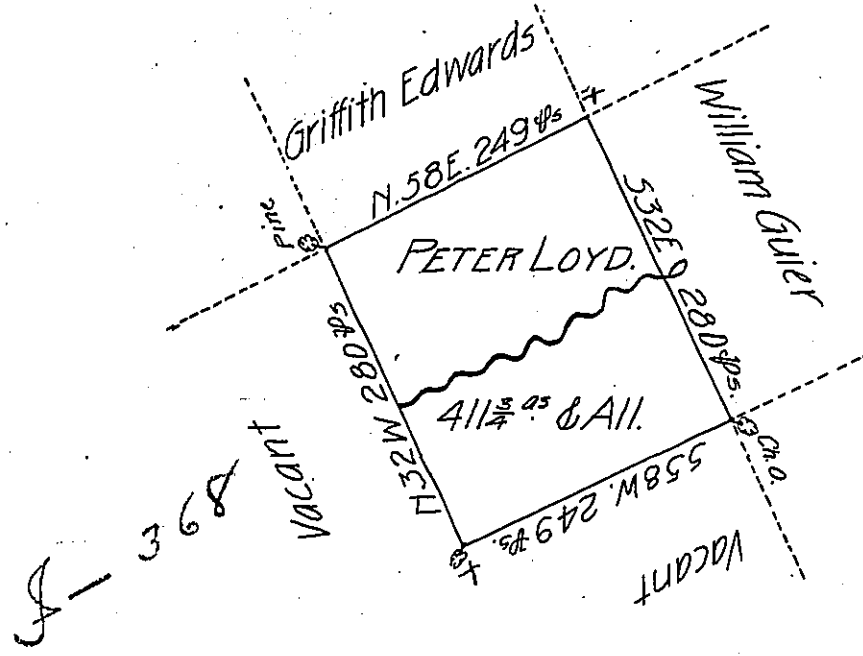 Griffith Edwards
N.58E. 249 ps
William Guier
Pine
PETER LOYD.
S32E 280 ps.
N32W 280 ps
411¾ as & All.
Vacant
S58W. 249 ps.
Ch.O.
Vacant
J - 368